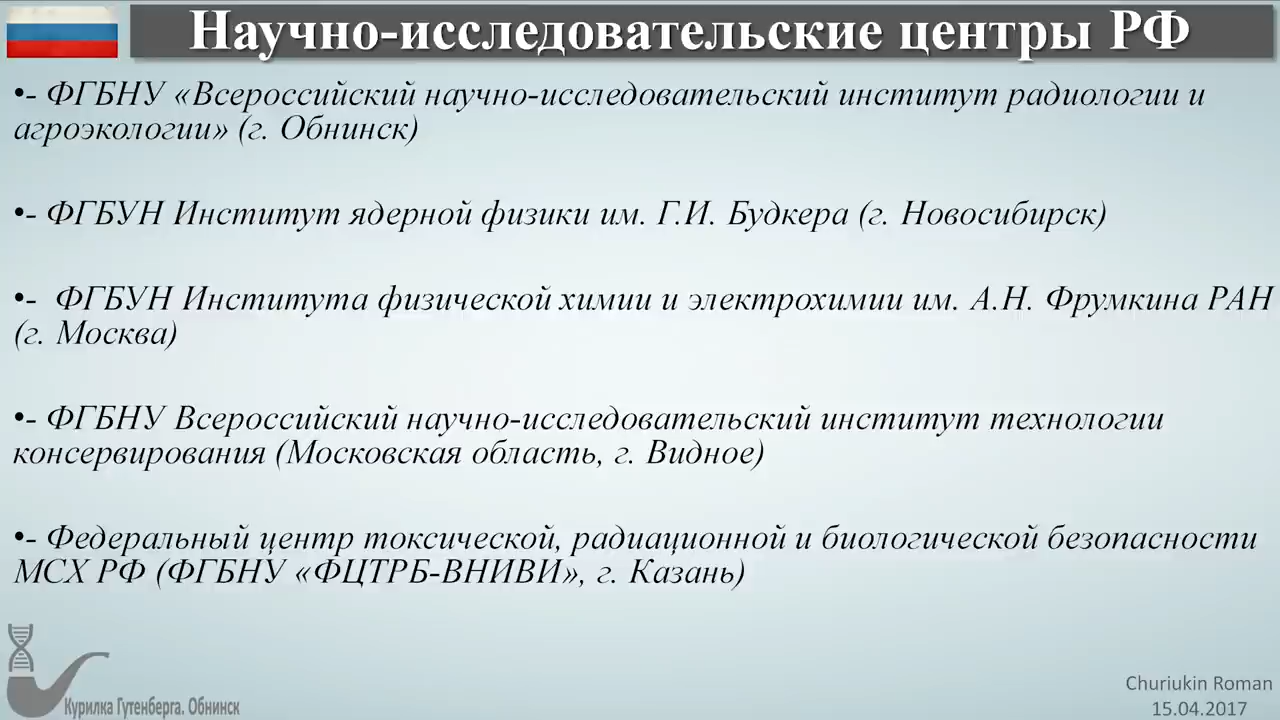 Научно-исследовательские центры РФ
•- ФГБНУ «Всероссийский научно-исследовательский институт радиологии и
агроэкологии» (г. Обнинск)
•- ФГБУН Институт ядерной физики им. Г.И. Будкера (г. Новосибирск)
•- ФГБУН Института физической химии и электрохимии им. А.Н. Фрумкина РАН
(г. Москва)
•- ФГБНУ Всероссийский научно-исследовательский институт технологии
консервирования (Московская область, г. Видное)
•- Федеральный центр токсической, радиационной и биологической безопасности
МСХ РФ (ФГБНУ «ФЦТРБ-ВНИВИ», г. Казань)
Курилка Гутенберга. Обнинск
Churiukin Roman
15.04.2017